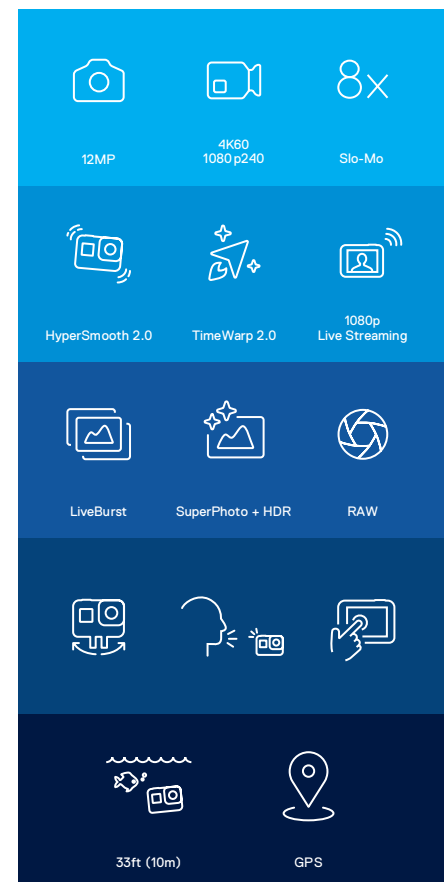 8x
12MP
4K60
1080p240
Slo-Mo
HyperSmooth 2.0
TimeWarp 2.0
1080p
Live Streaming
LiveBurst
SuperPhoto + HDR
RAW
33ft (10m)
GPS